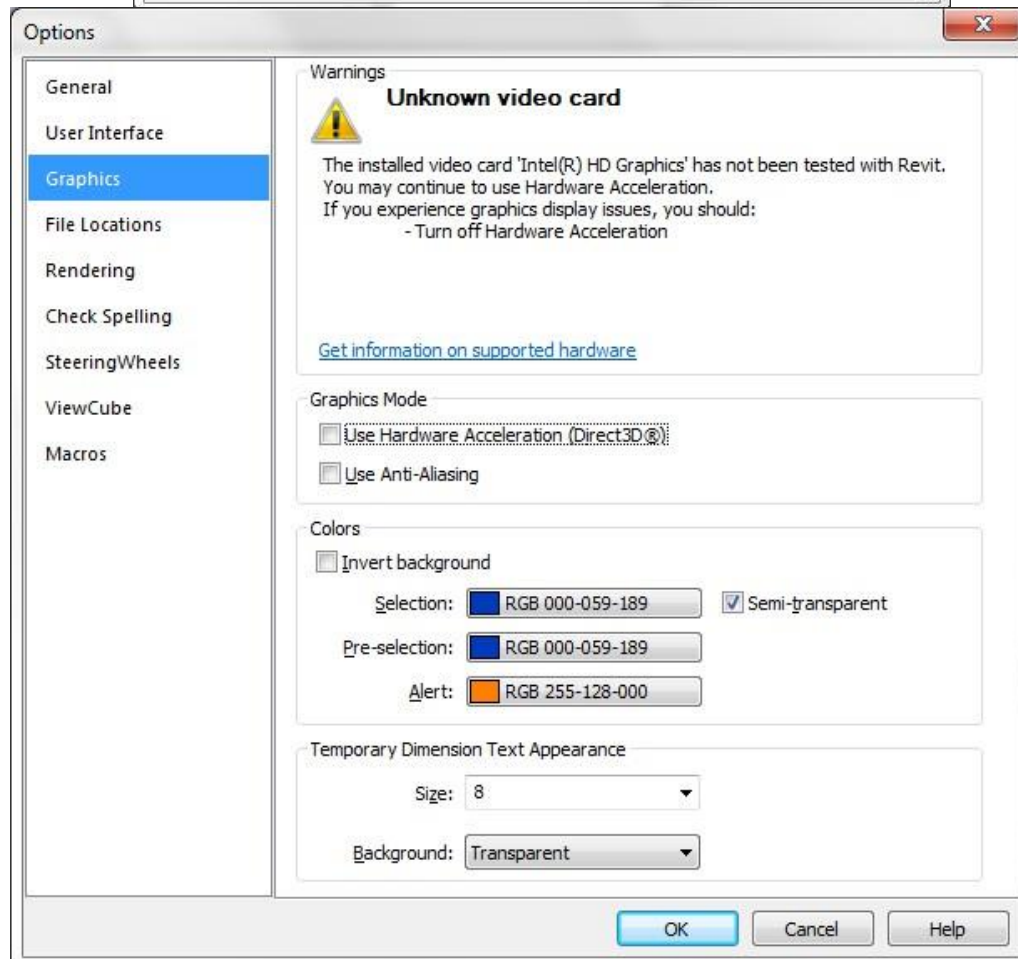 Options
General
User Interface
Graphics
File Locations
Rendering
Check Spelling
SteeringWheels
ViewCube
Macros
Warnings
Unknown video card
The installed video card 'Intel(R) HD Graphics' has not been tested with Revit.
You may continue to use Hardware Acceleration.
If you experience graphics display issues, you should:
- Turn off Hardware Acceleration
Get information on supported hardware
Graphics Mode
Use Hardware Acceleration (Direct3D®)
Use Anti-Aliasing
Colors
Invert background
Selection: RGB 000-059-189 Semi-transparent
Pre-selection: RGB 000-059-189
Alert: RGB 255-128-000
Temporary Dimension Text Appearance
Size: 8
Background: Transparent
OK Cancel Help